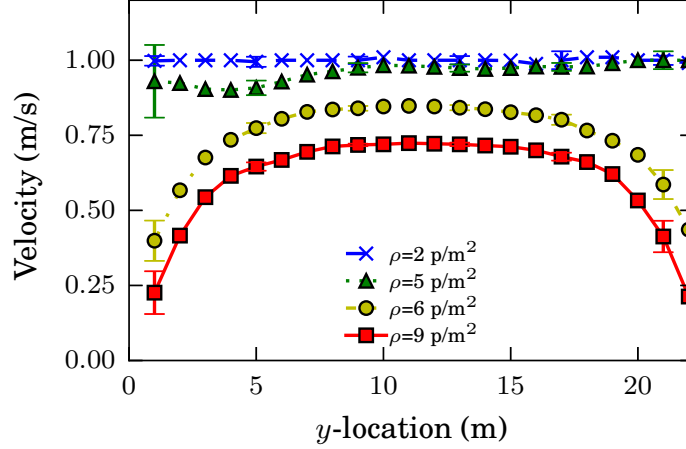 1.00
0.75
0.50
0.25
0.00
Velocity (m/s)
ρ=2 p/m²
ρ=5 p/m²
ρ=6 p/m²
ρ=9 p/m²
0 5 10 15 20
y-location (m)